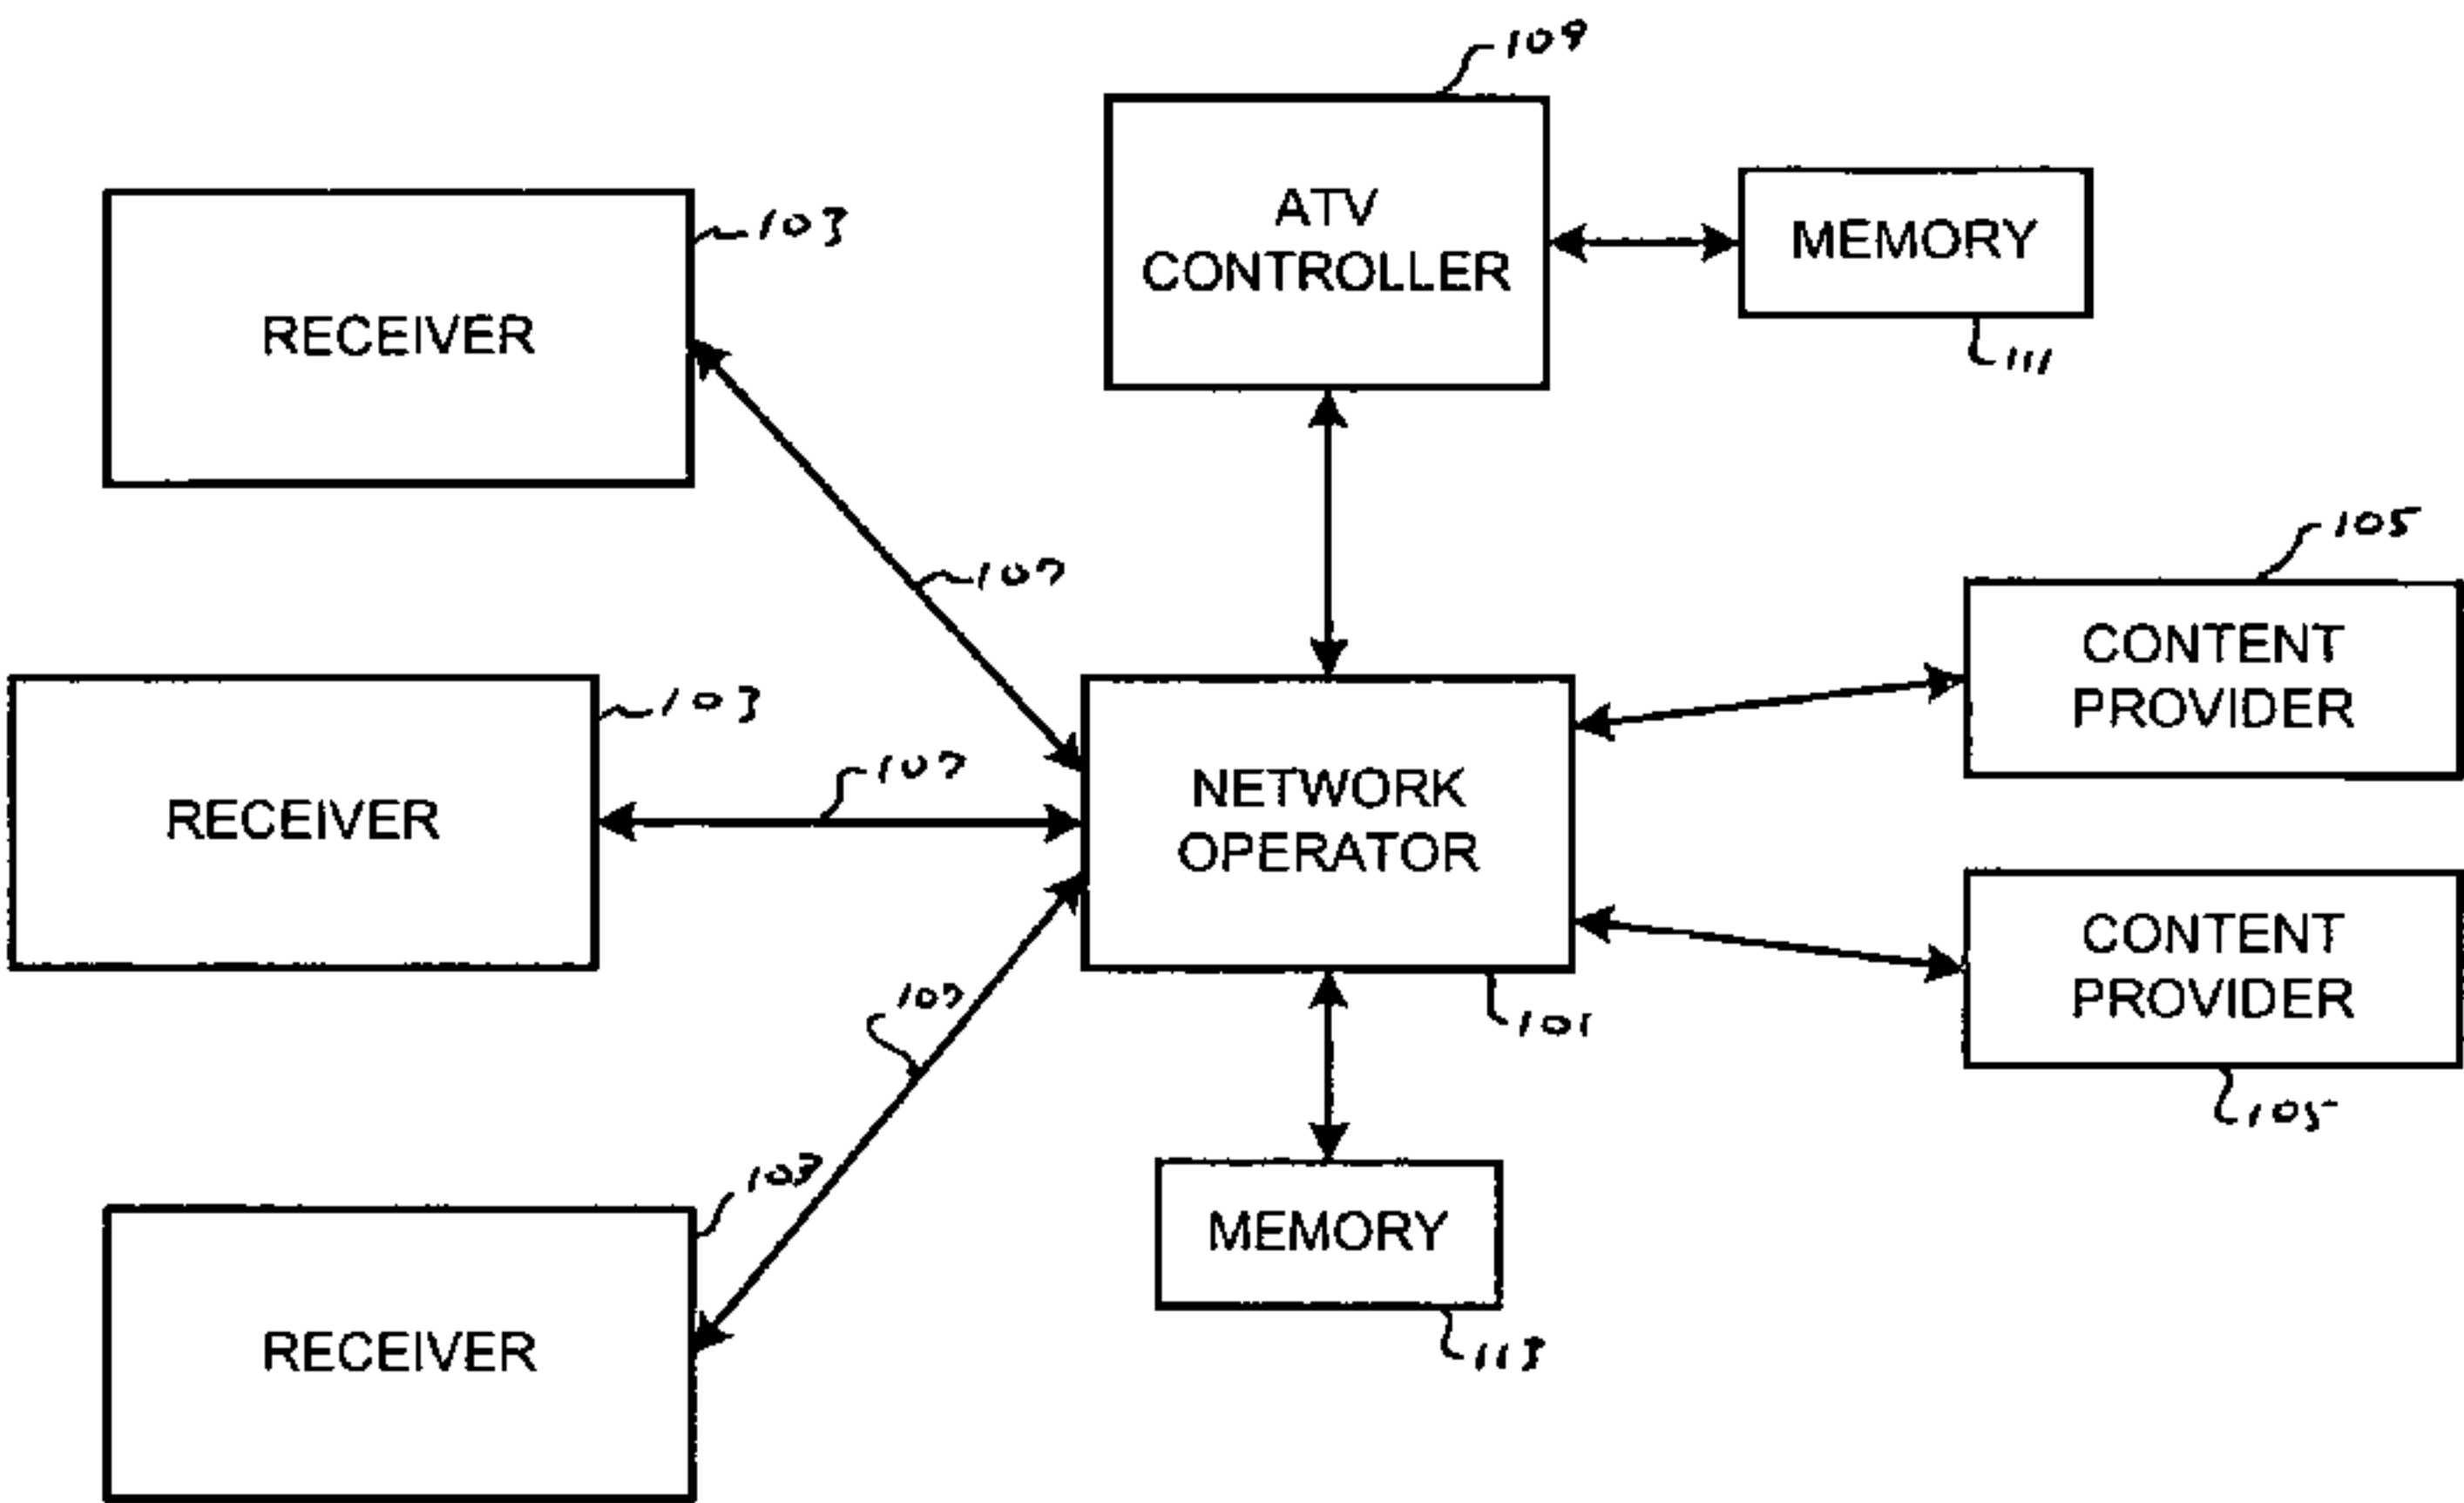 109
ATV
CONTROLLER
MEMORY
111
103
RECEIVER
107
105
CONTENT
PROVIDER
103
RECEIVER
107
NETWORK
OPERATOR
101
CONTENT
PROVIDER
105
107
103
RECEIVER
MEMORY
113